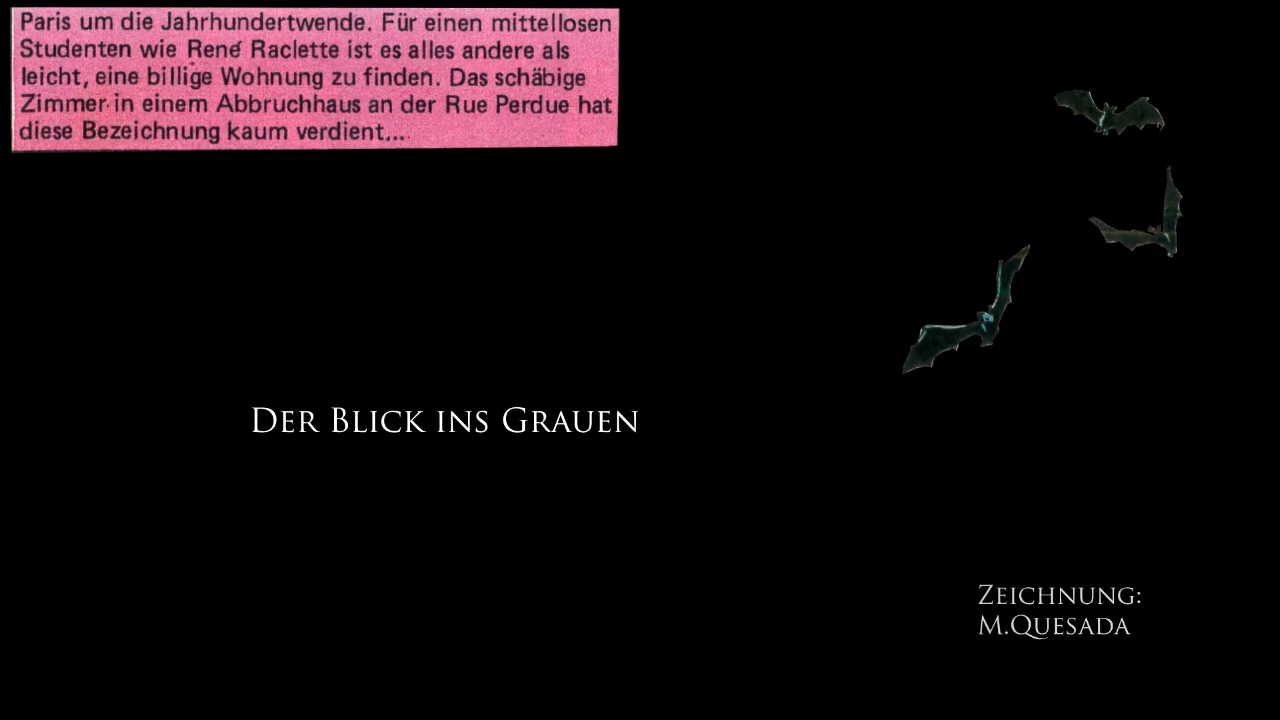 Paris um die Jahrhundertwende. Für einen mittellosen
Studenten wie René Raclette ist es alles andere als
leicht, eine billige Wohnung zu finden. Das schäbige
Zimmer in einem Abbruchhaus an der Rue Perdue hat
diese Bezeichnung kaum verdient...
Der Blick ins Grauen
Zeichnung:
M.Quesada